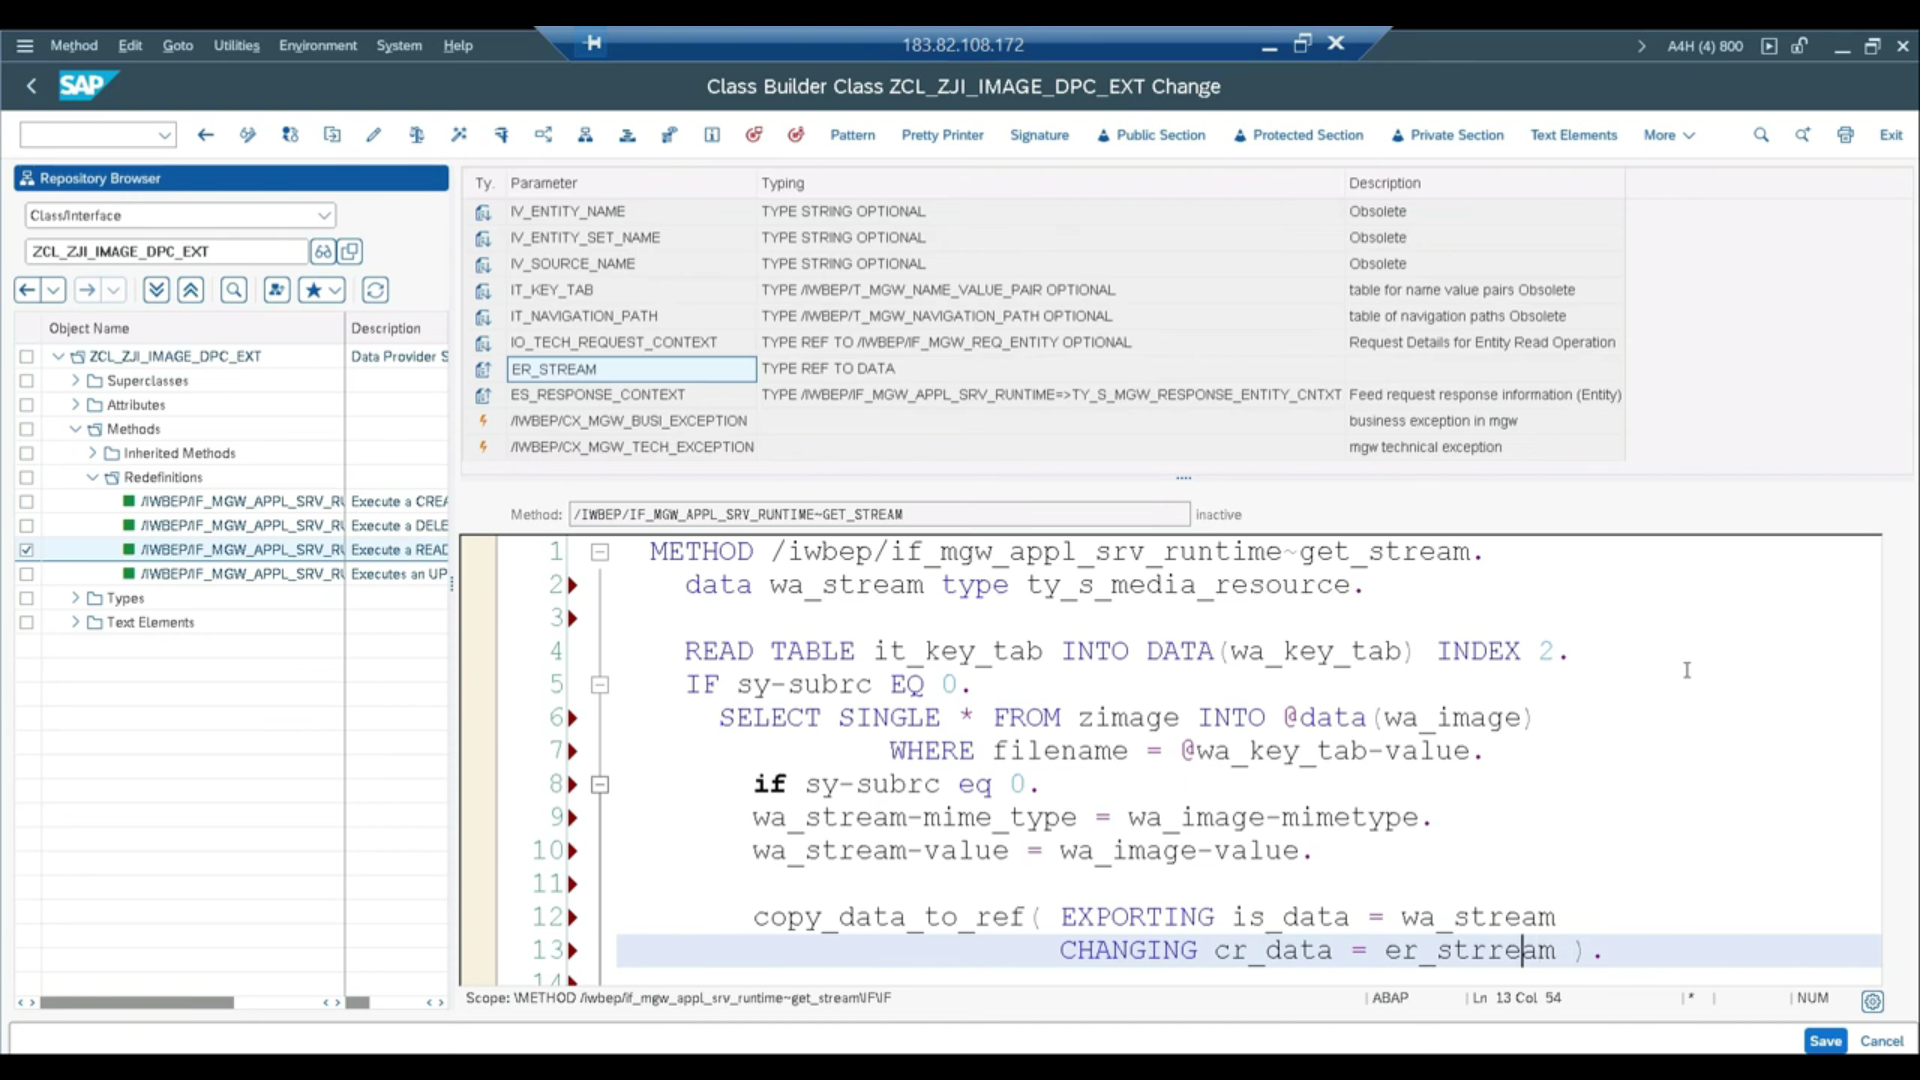 Method Edit Goto Utilities Environment System Help
183.82.108.172
A4H (4) 800
SAP
Class Builder Class ZCL_ZJI_IMAGE_DPC_EXT Change
Pattern Pretty Printer Signature Public Section Protected Section Private Section Text Elements More Exit
Repository Browser
Class/Interface
ZCL_ZJI_IMAGE_DPC_EXT
Object Name Description
ZCL_ZJI_IMAGE_DPC_EXT Data Provider S
Superclasses
Attributes
Methods
Inherited Methods
Redefinitions
/IWBEP/IF_MGW_APPL_SRV_RU Execute a CREA
/IWBEP/IF_MGW_APPL_SRV_RU Execute a DELE
/IWBEP/IF_MGW_APPL_SRV_RU Execute a READ
/IWBEP/IF_MGW_APPL_SRV_RU Executes an UP
Types
Text Elements
Ty. Parameter Typing Description
IV_ENTITY_NAME TYPE STRING OPTIONAL Obsolete
IV_ENTITY_SET_NAME TYPE STRING OPTIONAL Obsolete
IV_SOURCE_NAME TYPE STRING OPTIONAL Obsolete
IT_KEY_TAB TYPE /IWBEP/T_MGW_NAME_VALUE_PAIR OPTIONAL table for name value pairs Obsolete
IT_NAVIGATION_PATH TYPE /IWBEP/T_MGW_NAVIGATION_PATH OPTIONAL table of navigation paths Obsolete
IO_TECH_REQUEST_CONTEXT TYPE REF TO /IWBEP/IF_MGW_REQ_ENTITY OPTIONAL Request Details for Entity Read Operation
ER_STREAM TYPE REF TO DATA
ES_RESPONSE_CONTEXT TYPE /IWBEP/IF_MGW_APPL_SRV_RUNTIME=>TY_S_MGW_RESPONSE_ENTITY_CNTXT Feed request response information (Entity)
/IWBEP/CX_MGW_BUSI_EXCEPTION business exception in mgw
/IWBEP/CX_MGW_TECH_EXCEPTION mgw technical exception
Method: /IWBEP/IF_MGW_APPL_SRV_RUNTIME~GET_STREAM inactive
1 METHOD /iwbep/if_mgw_appl_srv_runtime~get_stream.
2 data wa_stream type ty_s_media_resource.
3
4 READ TABLE it_key_tab INTO DATA(wa_key_tab) INDEX 2.
5 IF sy-subrc EQ 0.
6 SELECT SINGLE * FROM zimage INTO @data(wa_image)
7 WHERE filename = @wa_key_tab-value.
8 if sy-subrc eq 0.
9 wa_stream-mime_type = wa_image-mimetype.
10 wa_stream-value = wa_image-value.
11
12 copy_data_to_ref( EXPORTING is_data = wa_stream
13 CHANGING cr_data = er_strream ).
14
Scope: \METHOD /iwbep/if_mgw_appl_srv_runtime~get_stream\IF\IF ABAP Ln 13 Col 54 * NUM
Save Cancel